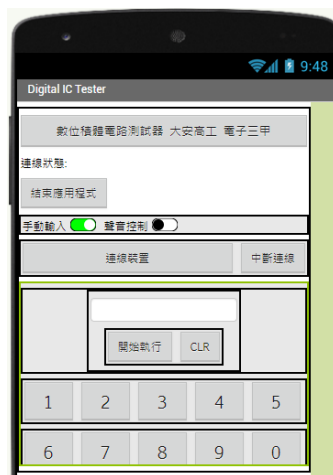 9:48
Digital IC Tester
數位積體電路測試器 大安高工 電子三甲
連線狀態:
結束應用程式
手動輸入 聲音控制
連線裝置 中斷連線
開始執行 CLR
1 2 3 4 5
6 7 8 9 0